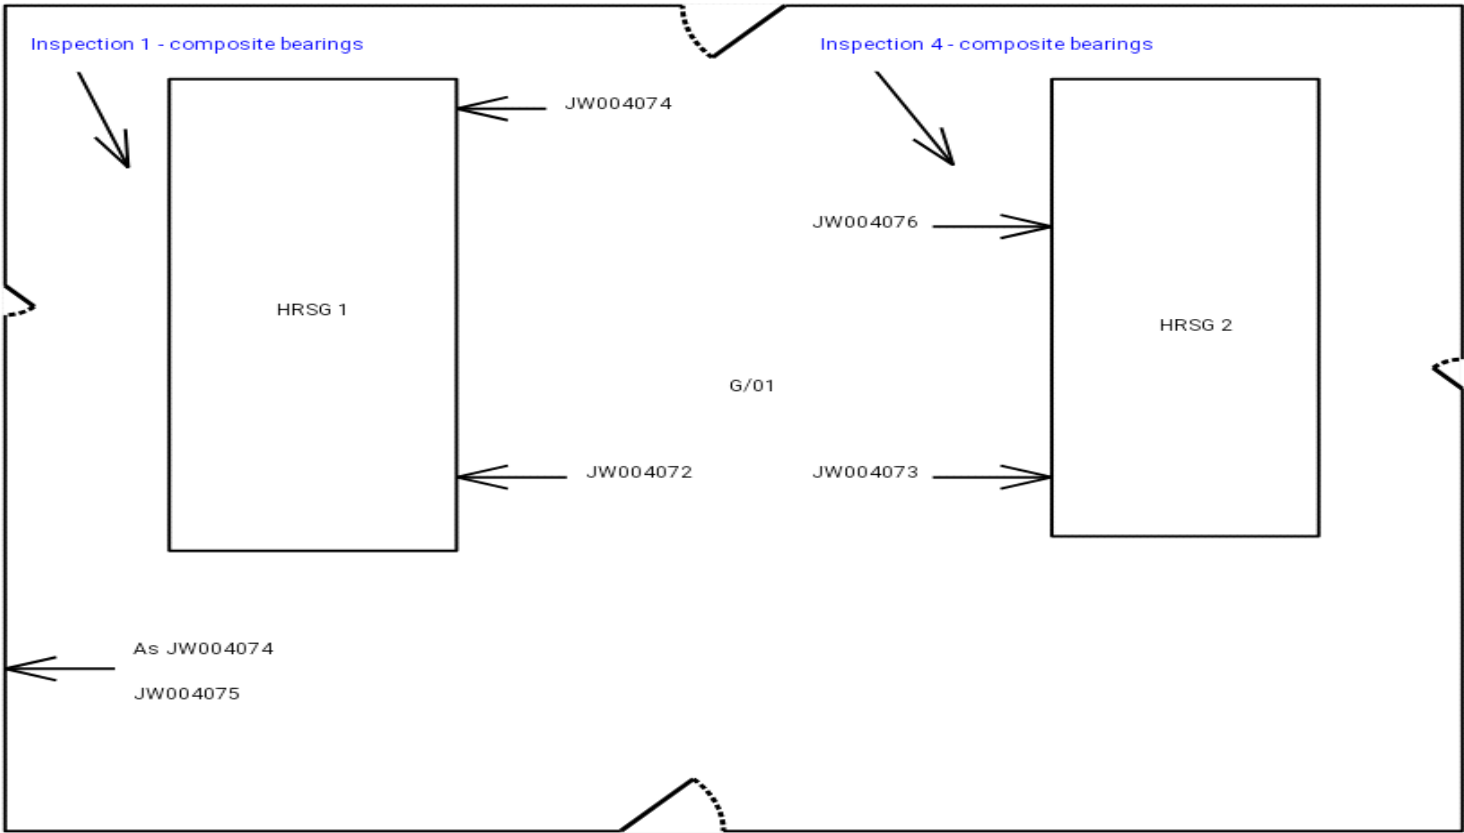 Inspection 1 - composite bearings
Inspection 4 - composite bearings
JW004074
JW004076
HRSG 1
HRSG 2
G/01
JW004072
JW004073
As JW004074
JW004075